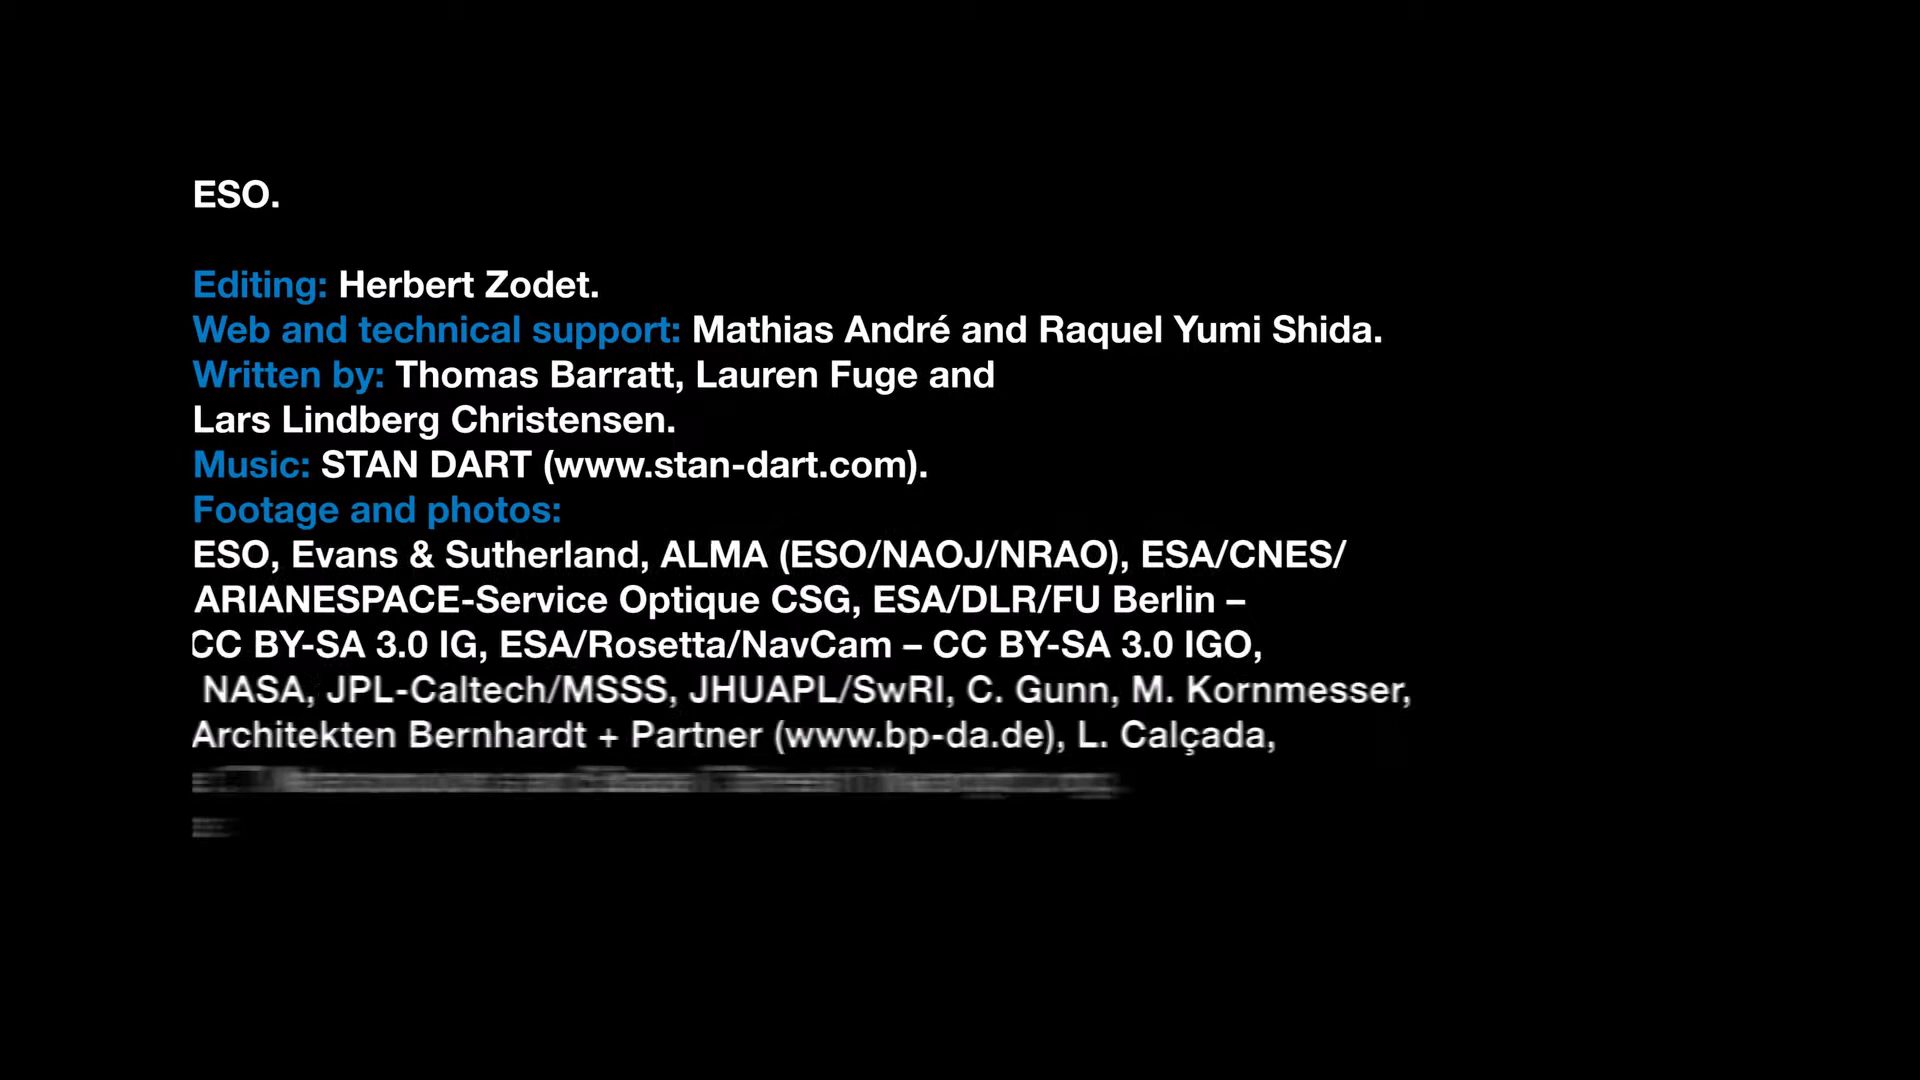 ESO.
Editing: Herbert Zodet.
Web and technical support: Mathias André and Raquel Yumi Shida.
Written by: Thomas Barratt, Lauren Fuge and
Lars Lindberg Christensen.
Music: STAN DART (www.stan-dart.com).
Footage and photos:
ESO, Evans & Sutherland, ALMA (ESO/NAOJ/NRAO), ESA/CNES/
ARIANESPACE-Service Optique CSG, ESA/DLR/FU Berlin –
CC BY-SA 3.0 IG, ESA/Rosetta/NavCam – CC BY-SA 3.0 IGO,
NASA, JPL-Caltech/MSSS, JHUAPL/SwRI, C. Gunn, M. Kornmesser,
Architekten Bernhardt + Partner (www.bp-da.de), L. Calçada,